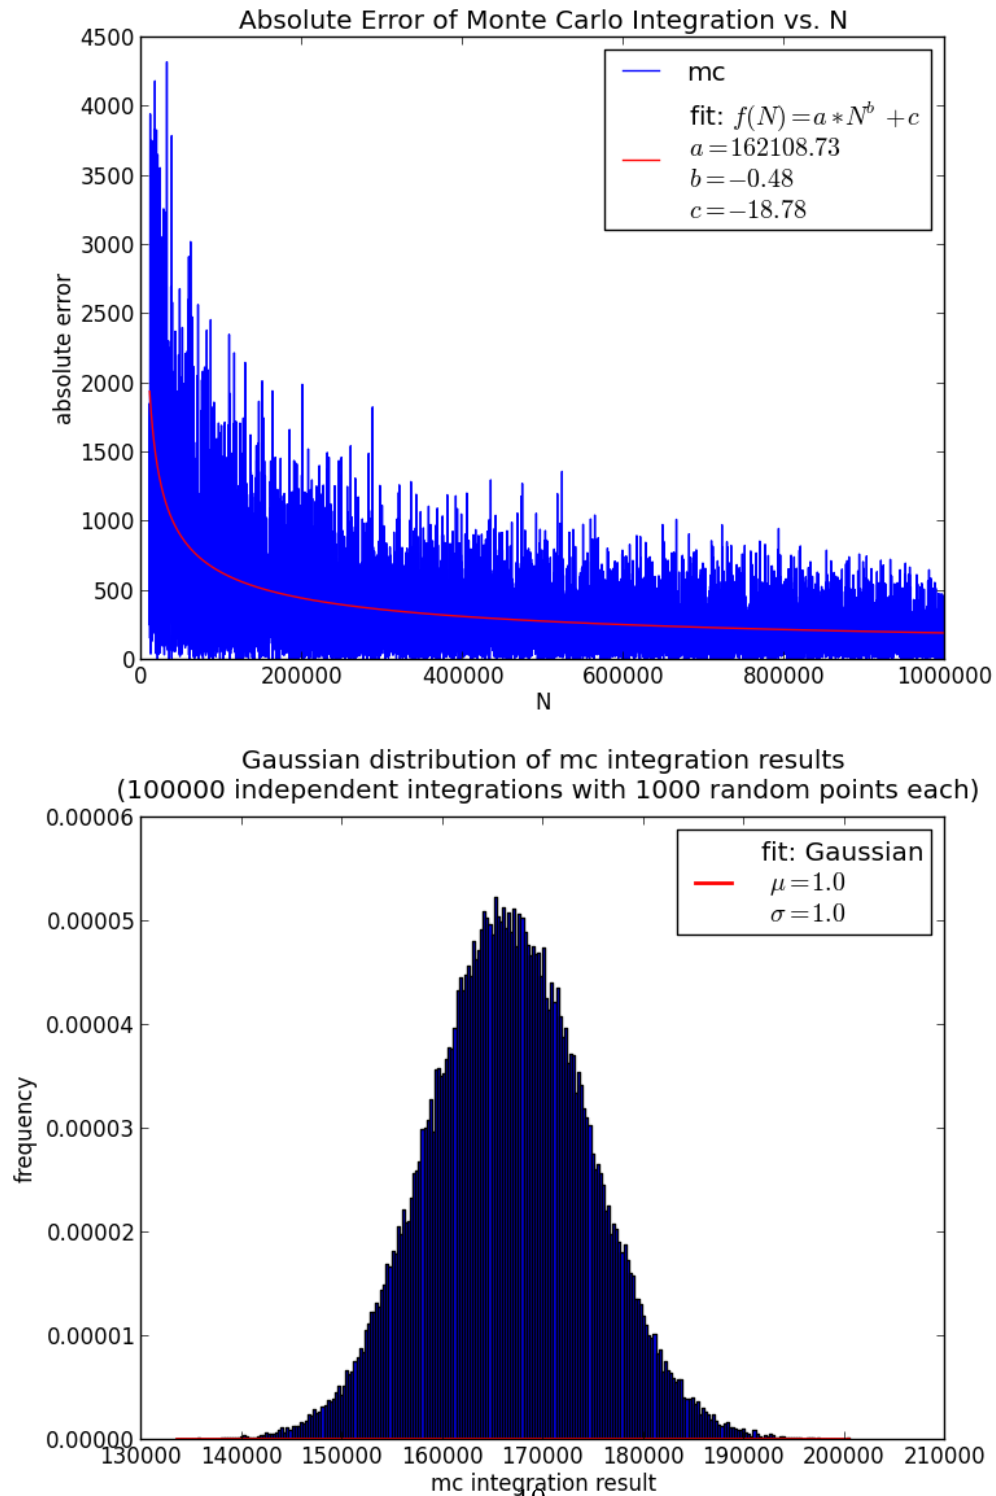 Absolute Error of Monte Carlo Integration vs. N
4500
4000
3500
3000
2500
2000
1500
1000
500
0
absolute error
mc
fit: f(N)=a∗N^b +c
a=162108.73
b=−0.48
c=−18.78
0 200000 400000 600000 800000 1000000
N
Gaussian distribution of mc integration results
(100000 independent integrations with 1000 random points each)
0.00006
0.00005
0.00004
0.00003
0.00002
0.00001
0.00000
frequency
fit: Gaussian
μ=1.0
σ=1.0
130000 140000 150000 160000 170000 180000 190000 200000 210000
mc integration result